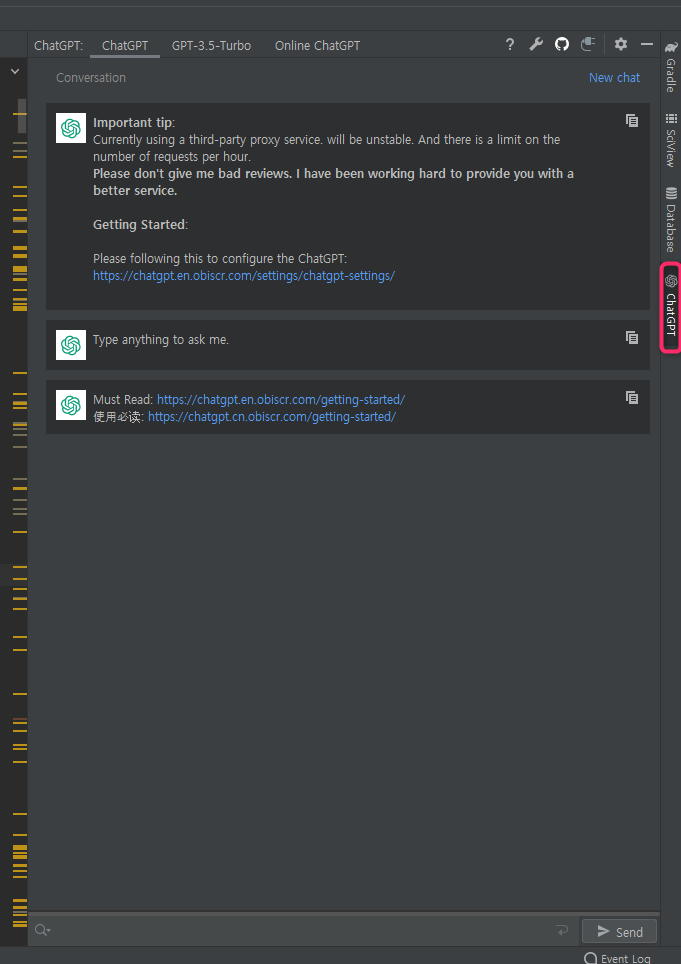 ChatGPT: ChatGPT GPT-3.5-Turbo Online ChatGPT
Conversation New chat
Important tip:
Currently using a third-party proxy service. will be unstable. And there is a limit on the
number of requests per hour.
Please don't give me bad reviews. I have been working hard to provide you with a
better service.
Getting Started:
Please following this to configure the ChatGPT:
https://chatgpt.en.obiscr.com/settings/chatgpt-settings/
Type anything to ask me.
Must Read: https://chatgpt.en.obiscr.com/getting-started/
使用必读: https://chatgpt.cn.obiscr.com/getting-started/
Send
Event Log
Gradle
SciView
Database
ChatGPT